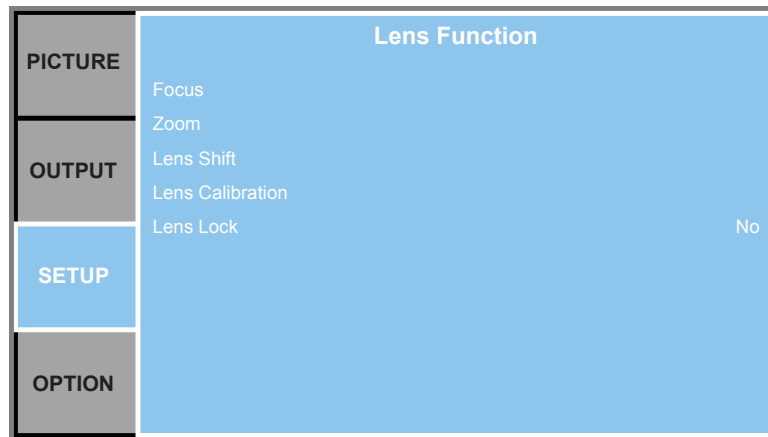 PICTURE
OUTPUT
SETUP
OPTION
Lens Function
Focus
Zoom
Lens Shift
Lens Calibration
Lens Lock No